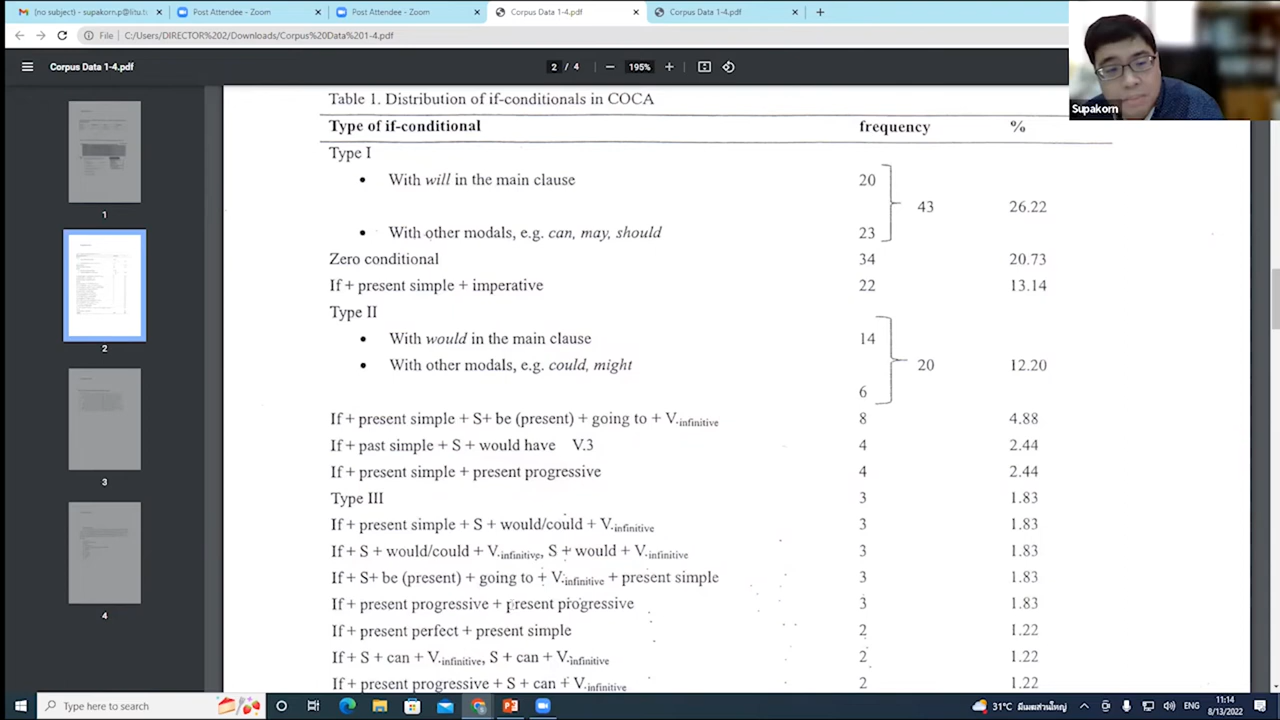 (no subject) - supakorn.p@litu.t
Post Attendee - Zoom
Post Attendee - Zoom
Corpus Data 1-4.pdf
Corpus Data 1-4.pdf
File C:/Users/DIRECTOR%202/Downloads/Corpus%20Data%201-4.pdf
Corpus Data 1-4.pdf
2 / 4
195%
Supakorn
1
2
3
4
Table 1. Distribution of if-conditionals in COCA
Type of if-conditional frequency %
Type I
• With will in the main clause 20
43 26.22
• With other modals, e.g. can, may, should 23
Zero conditional 34 20.73
If + present simple + imperative 22 13.14
Type II
• With would in the main clause 14
• With other modals, e.g. could, might 20 12.20
6
If + present simple + S+ be (present) + going to + V.infinitive 8 4.88
If + past simple + S + would have V.3 4 2.44
If + present simple + present progressive 4 2.44
Type III 3 1.83
If + present simple + S + would/could + V.infinitive 3 1.83
If + S + would/could + V.infinitive, S + would + V.infinitive 3 1.83
If + S+ be (present) + going to + V.infinitive + present simple 3 1.83
If + present progressive + present progressive 3 1.83
If + present perfect + present simple 2 1.22
If + S + can + V.infinitive, S + can + V.infinitive 2 1.22
If + present progressive + S + can + V.infinitive 2 1.22
Type here to search
31°C มีเมฆส่วนใหญ่
ENG
11:14
8/13/2022